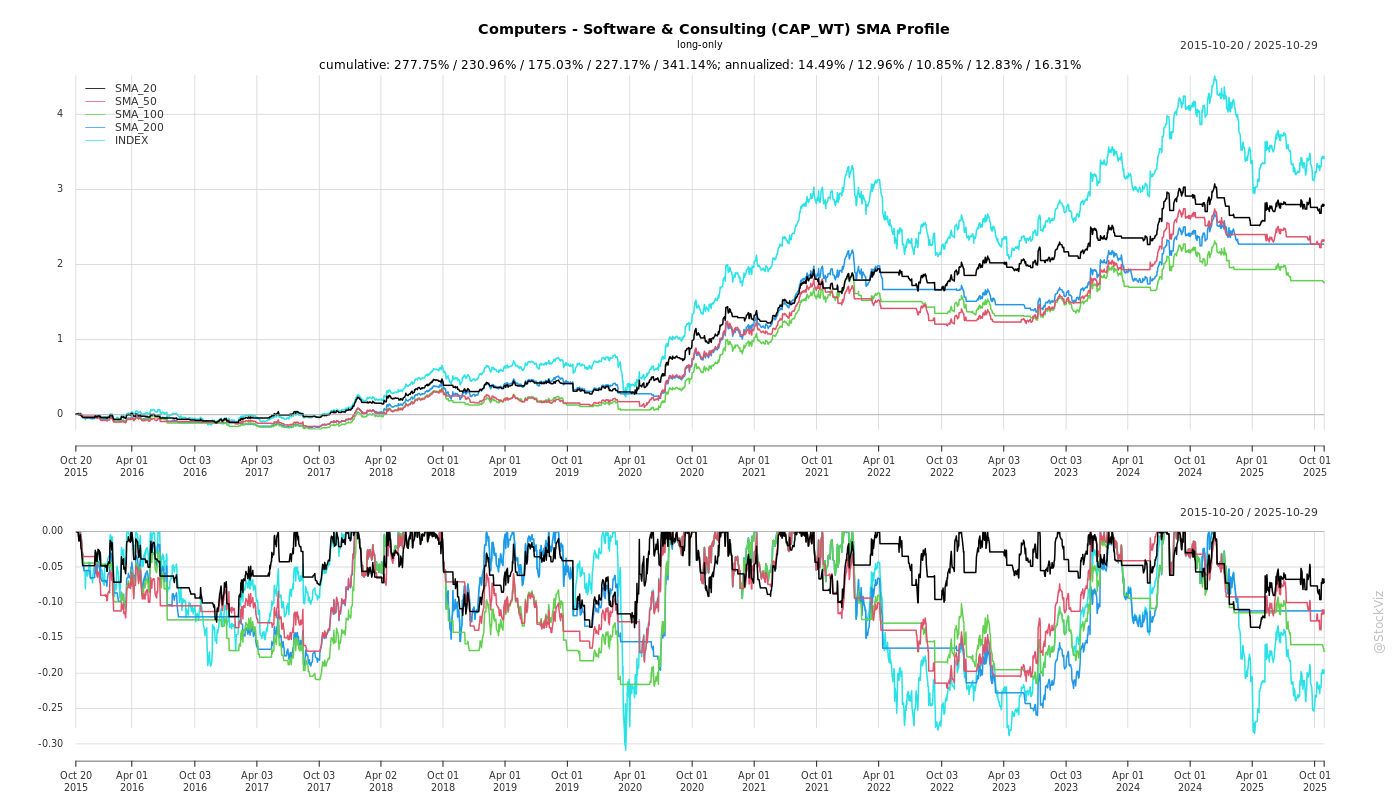 Computers - Software & Consulting (CAP_WT) SMA Profile
long-only
2015-10-20 / 2025-10-29
cumulative: 277.75% / 230.96% / 175.03% / 227.17% / 341.14%; annualized: 14.49% / 12.96% / 10.85% / 12.83% / 16.31%
SMA_20
SMA_50
SMA_100
SMA_200
INDEX
4
3
2
1
0
Oct 20 Apr 01 Oct 03 Apr 03 Oct 03 Apr 02 Oct 01 Apr 01 Oct 01 Apr 01 Oct 01 Apr 01 Oct 01 Apr 01 Oct 03 Apr 03 Oct 03 Apr 01 Oct 01 Apr 01 Oct 01
2015 2016 2016 2017 2017 2018 2018 2019 2019 2020 2020 2021 2021 2022 2022 2023 2023 2024 2024 2025 2025
2015-10-20 / 2025-10-29
0.00
-0.05
-0.10
-0.15
-0.20
-0.25
-0.30
Oct 20 Apr 01 Oct 03 Apr 03 Oct 03 Apr 02 Oct 01 Apr 01 Oct 01 Apr 01 Oct 01 Apr 01 Oct 01 Apr 01 Oct 03 Apr 03 Oct 03 Apr 01 Oct 01 Apr 01 Oct 01
2015 2016 2016 2017 2017 2018 2018 2019 2019 2020 2020 2021 2021 2022 2022 2023 2023 2024 2024 2025 2025
@StockViz